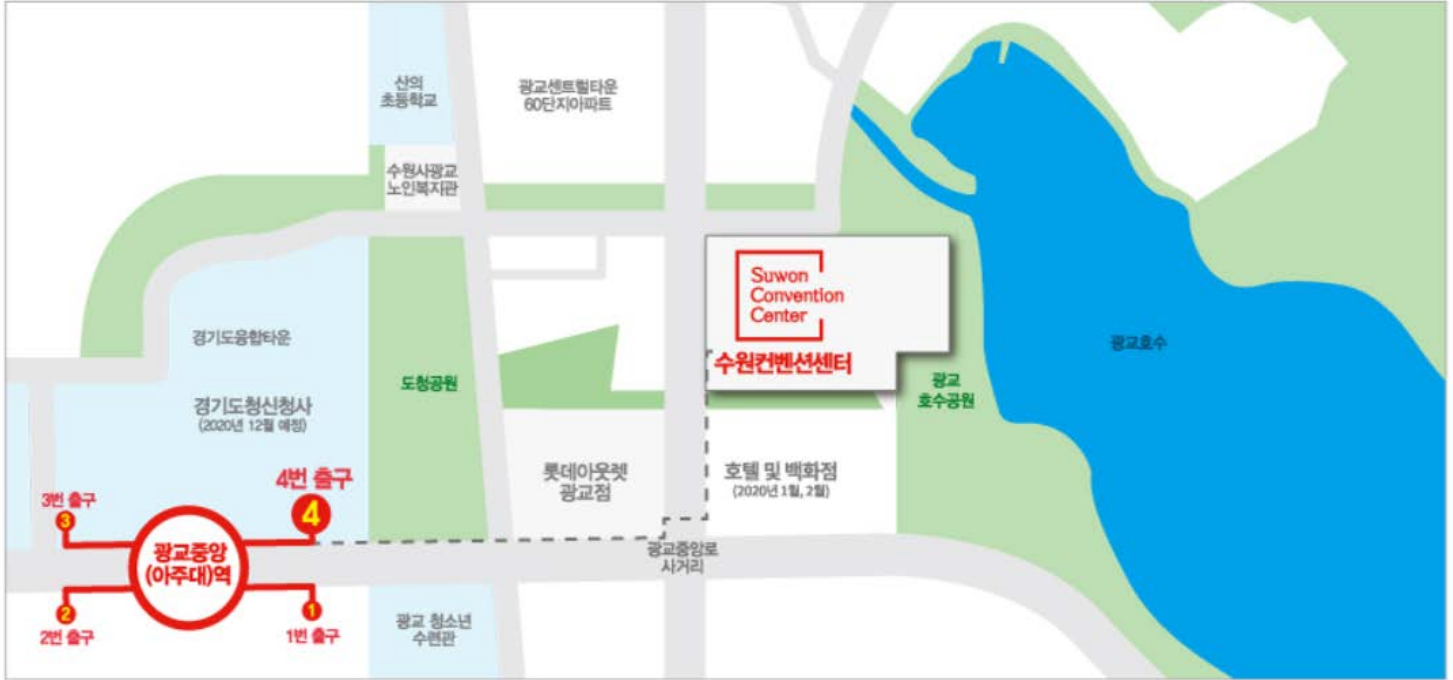 산의
초등학교
광교센트럴타운
60단지아파트
수원시광교
노인복지관
Suwon
Convention
Center
수원컨벤션센터
경기도융합타운
광교호수
도청공원
광교
호수공원
경기도청신청사
(2020년 12월 예정)
롯데아웃렛
광교점
호텔 및 백화점
(2020년 1월, 2월)
4번 출구
4
3번 출구
3
광교중앙
(아주대)역
광교중앙로
사거리
2
2번 출구
1
1번 출구
광교 청소년
수련관